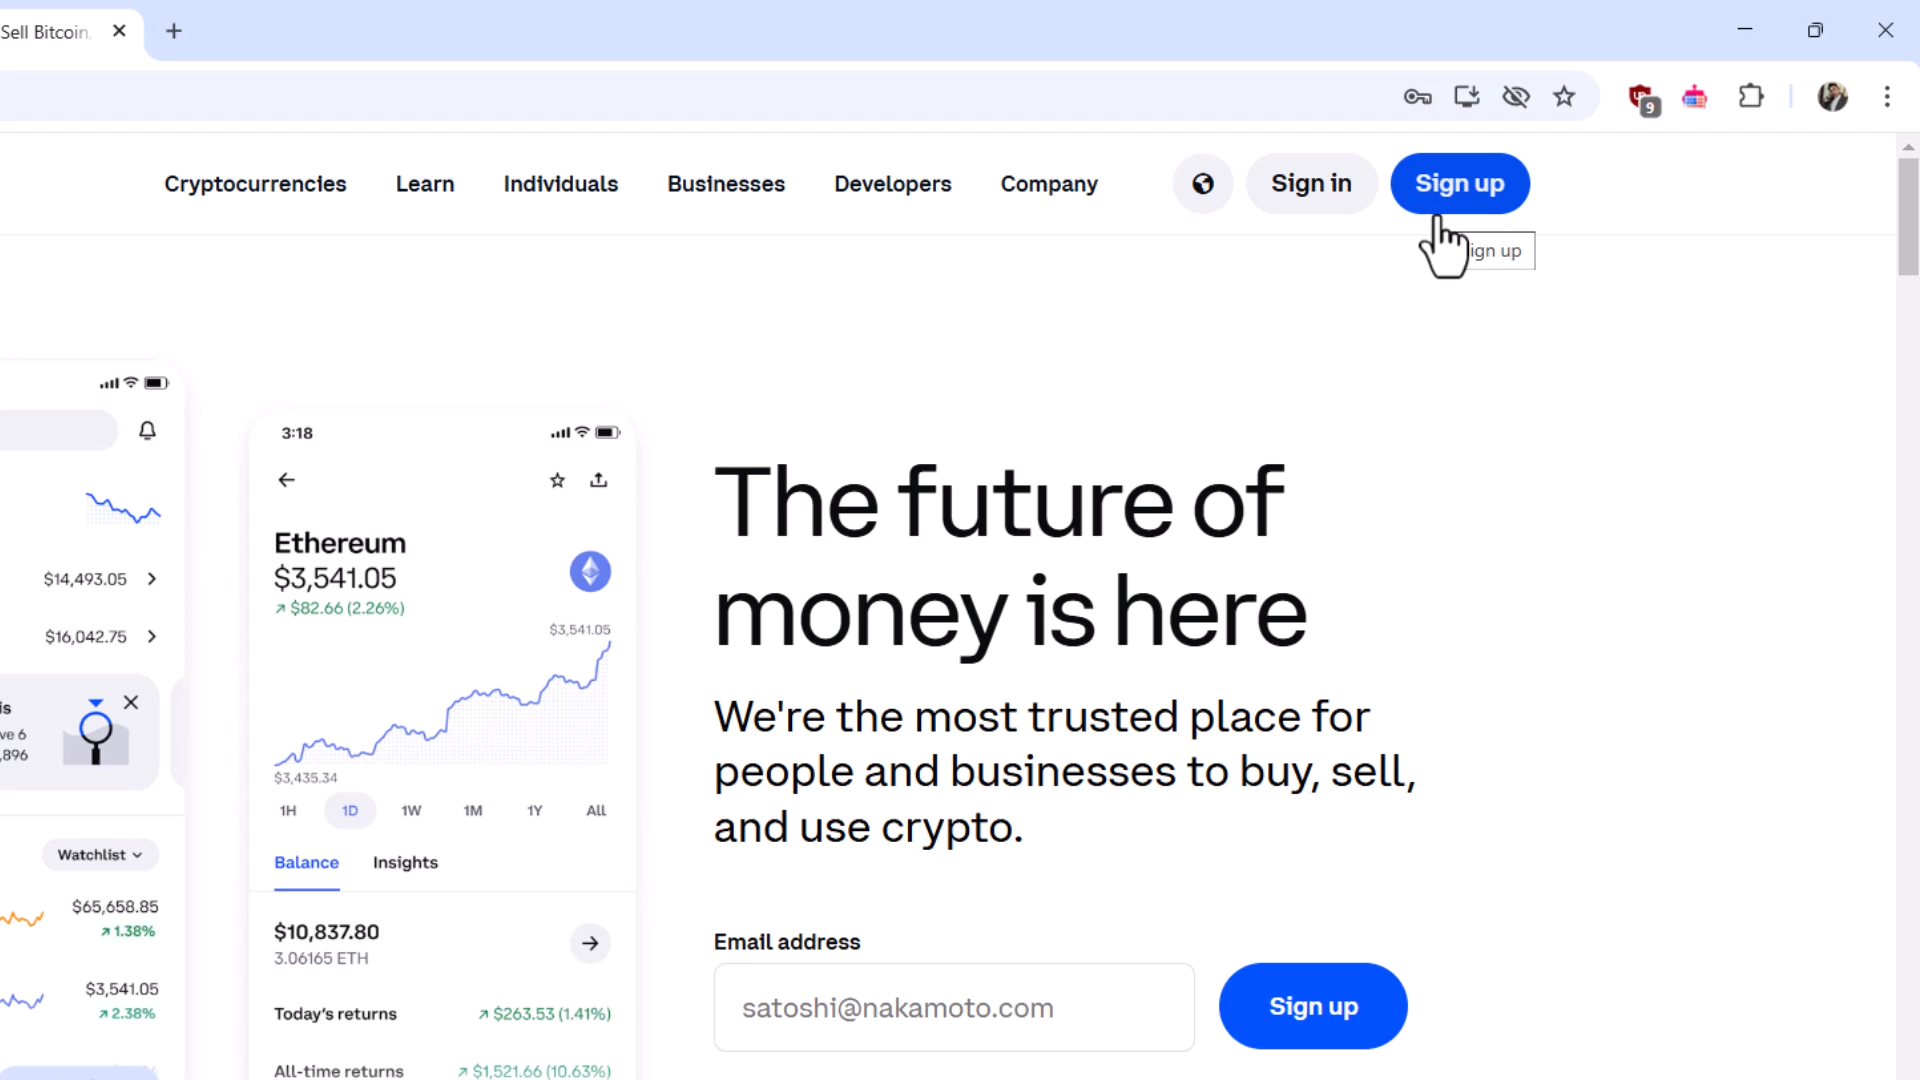 Sell Bitcoin,
9
Cryptocurrencies Learn Individuals Businesses Developers Company Sign in Sign up
ign up
$14,493.05
$16,042.75
is
ve 6
,896
Watchlist
$65,658.85
1.38%
$3,541.05
2.38%
3:18
Ethereum
$3,541.05
$82.66 (2.26%)
$3,541.05
$3,435.34
1H 1D 1W 1M 1Y All
Balance Insights
$10,837.80
3.06165 ETH
Today's returns $263.53 (1.41%)
All-time returns $1,521.66 (10.63%)
The future of
money is here
We're the most trusted place for
people and businesses to buy, sell,
and use crypto.
Email address
satoshi@nakamoto.com
Sign up